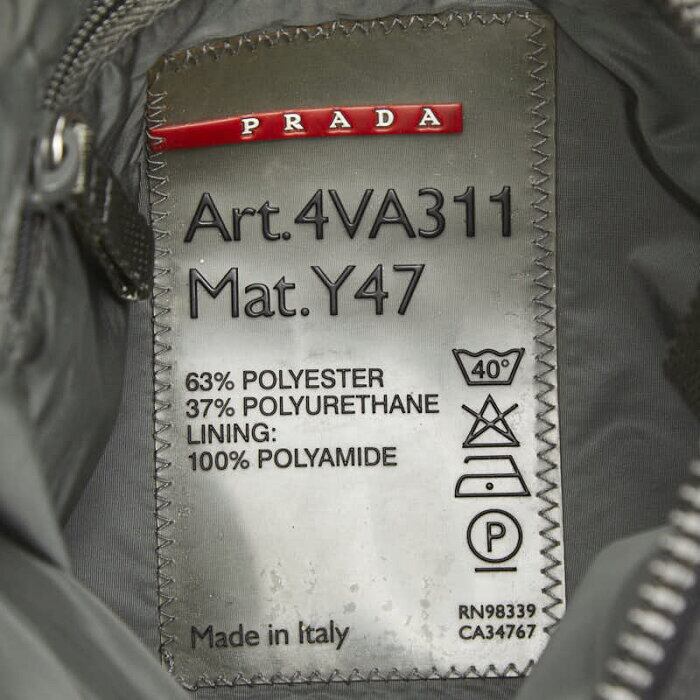 PRADA
Art.4VA311
Mat.Y47
63% POLYESTER
37% POLYURETHANE
LINING:
100% POLYAMIDE
40°
P
Made in Italy
RN98339
CA34767